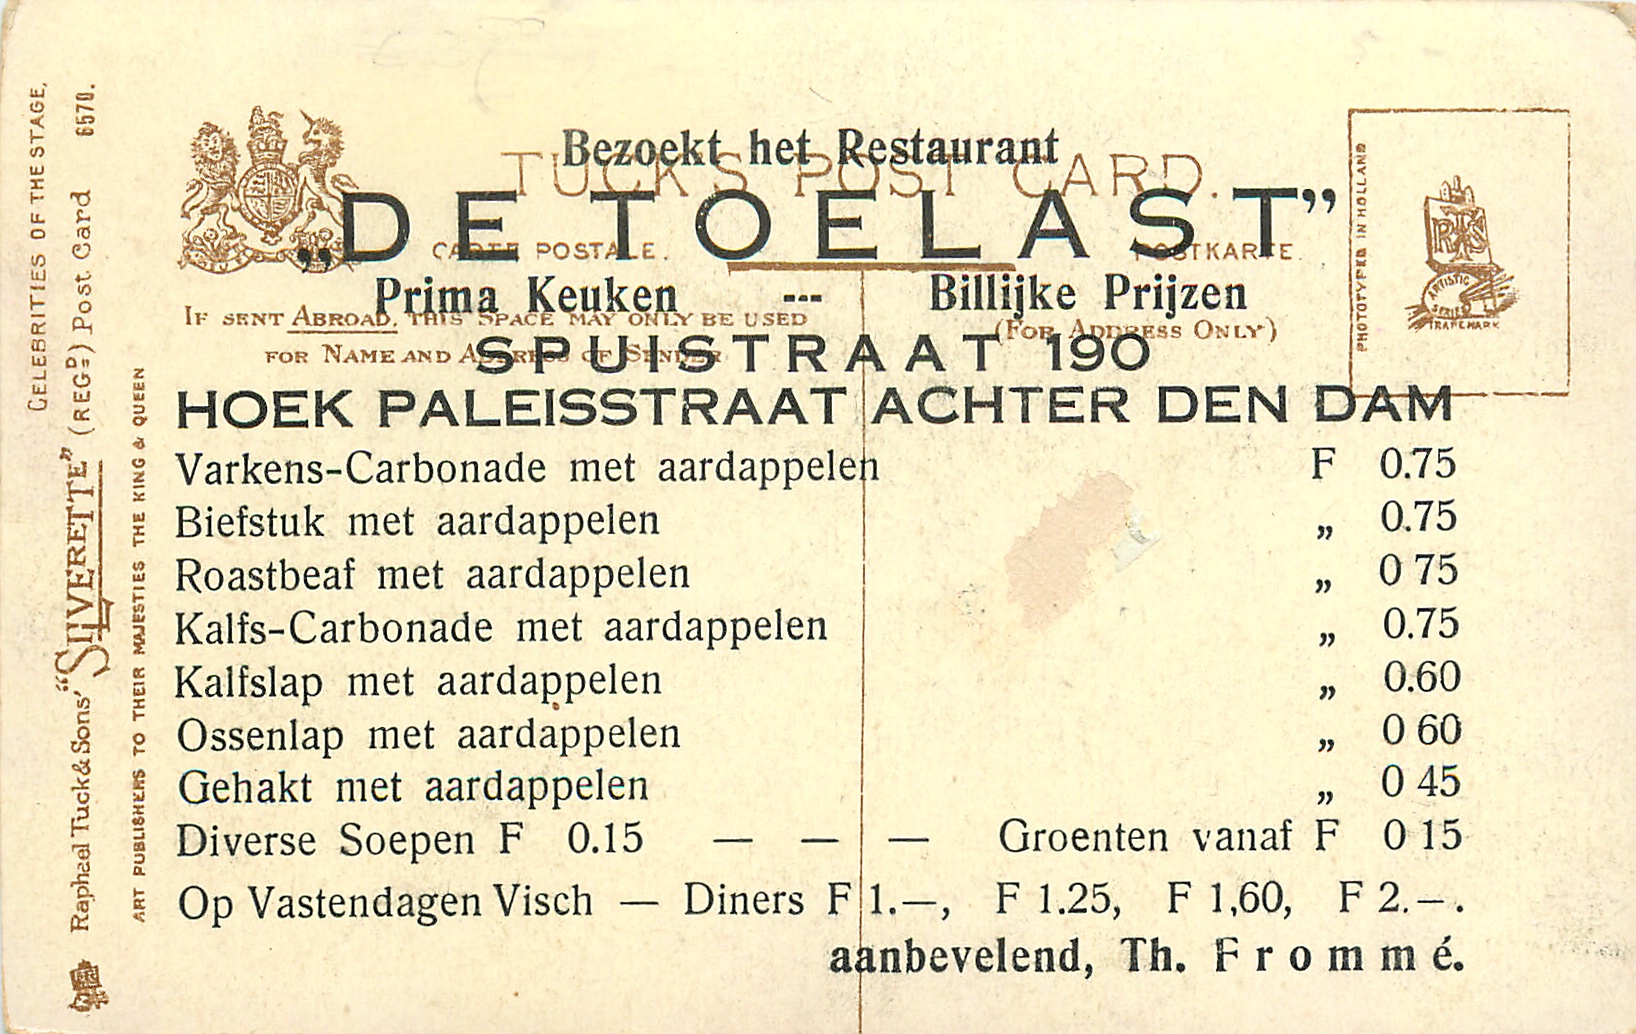 CELEBRITIES OF THE STAGE,
Raphael Tuck & Sons' "SILVERETTE" (REGD=) Post Card 6570.
ART PUBLISHERS TO THEIR MAJESTIES THE KING & QUEEN
TUCK'S POST CARD.
CARTE POSTALE.
POSTKARTE.
IF SENT ABROAD, THIS SPACE MAY ONLY BE USED
FOR NAME AND ADDRESS OF SENDER
(FOR ADDRESS ONLY)
PHOTOTYPED IN HOLLAND
RTS
ARTISTIC
SERIES
TRADE MARK
Bezoekt het Restaurant
„DE TOELAST”
Prima Keuken --- Billijke Prijzen
SPUISTRAAT 190
HOEK PALEISSTRAAT ACHTER DEN DAM
Varkens-Carbonade met aardappelen F 0.75
Biefstuk met aardappelen „ 0.75
Roastbeaf met aardappelen „ 0 75
Kalfs-Carbonade met aardappelen „ 0.75
Kalfslap met aardappelen „ 0.60
Ossenlap met aardappelen „ 0 60
Gehakt met aardappelen „ 0 45
Diverse Soepen F 0.15 — — — Groenten vanaf F 0 15
Op Vastendagen Visch — Diners F 1.—, F 1.25, F 1,60, F 2.—.
aanbevelend, Th. Frommé.